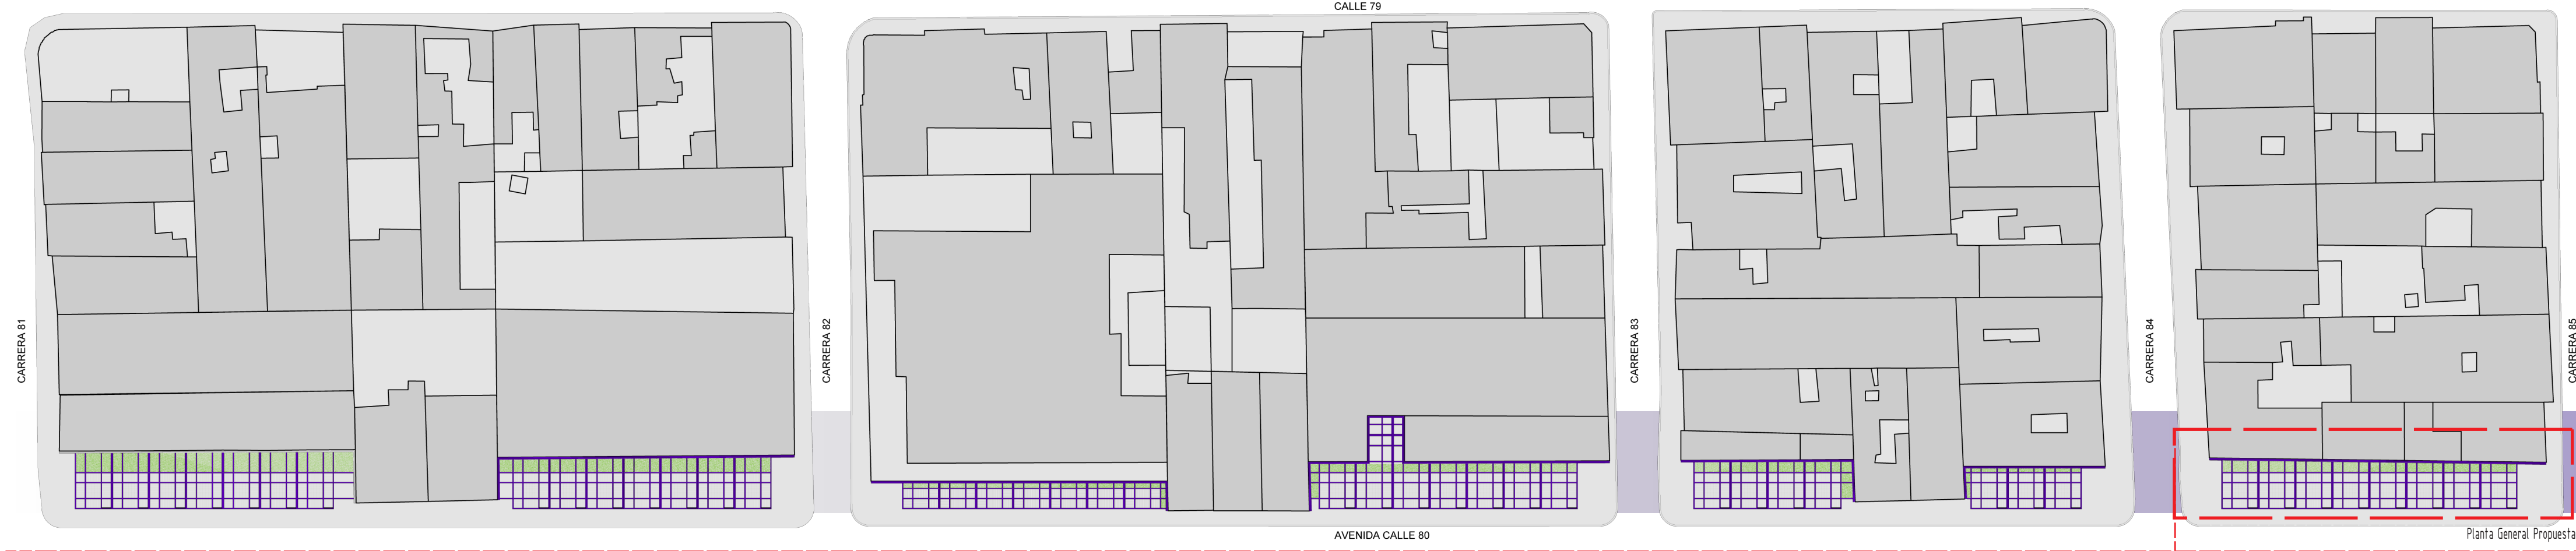 CALLE 79
CARRERA 81
CARRERA 82
CARRERA 83
CARRERA 84
CARRERA 85
AVENIDA CALLE 80
Planta General Propuesta